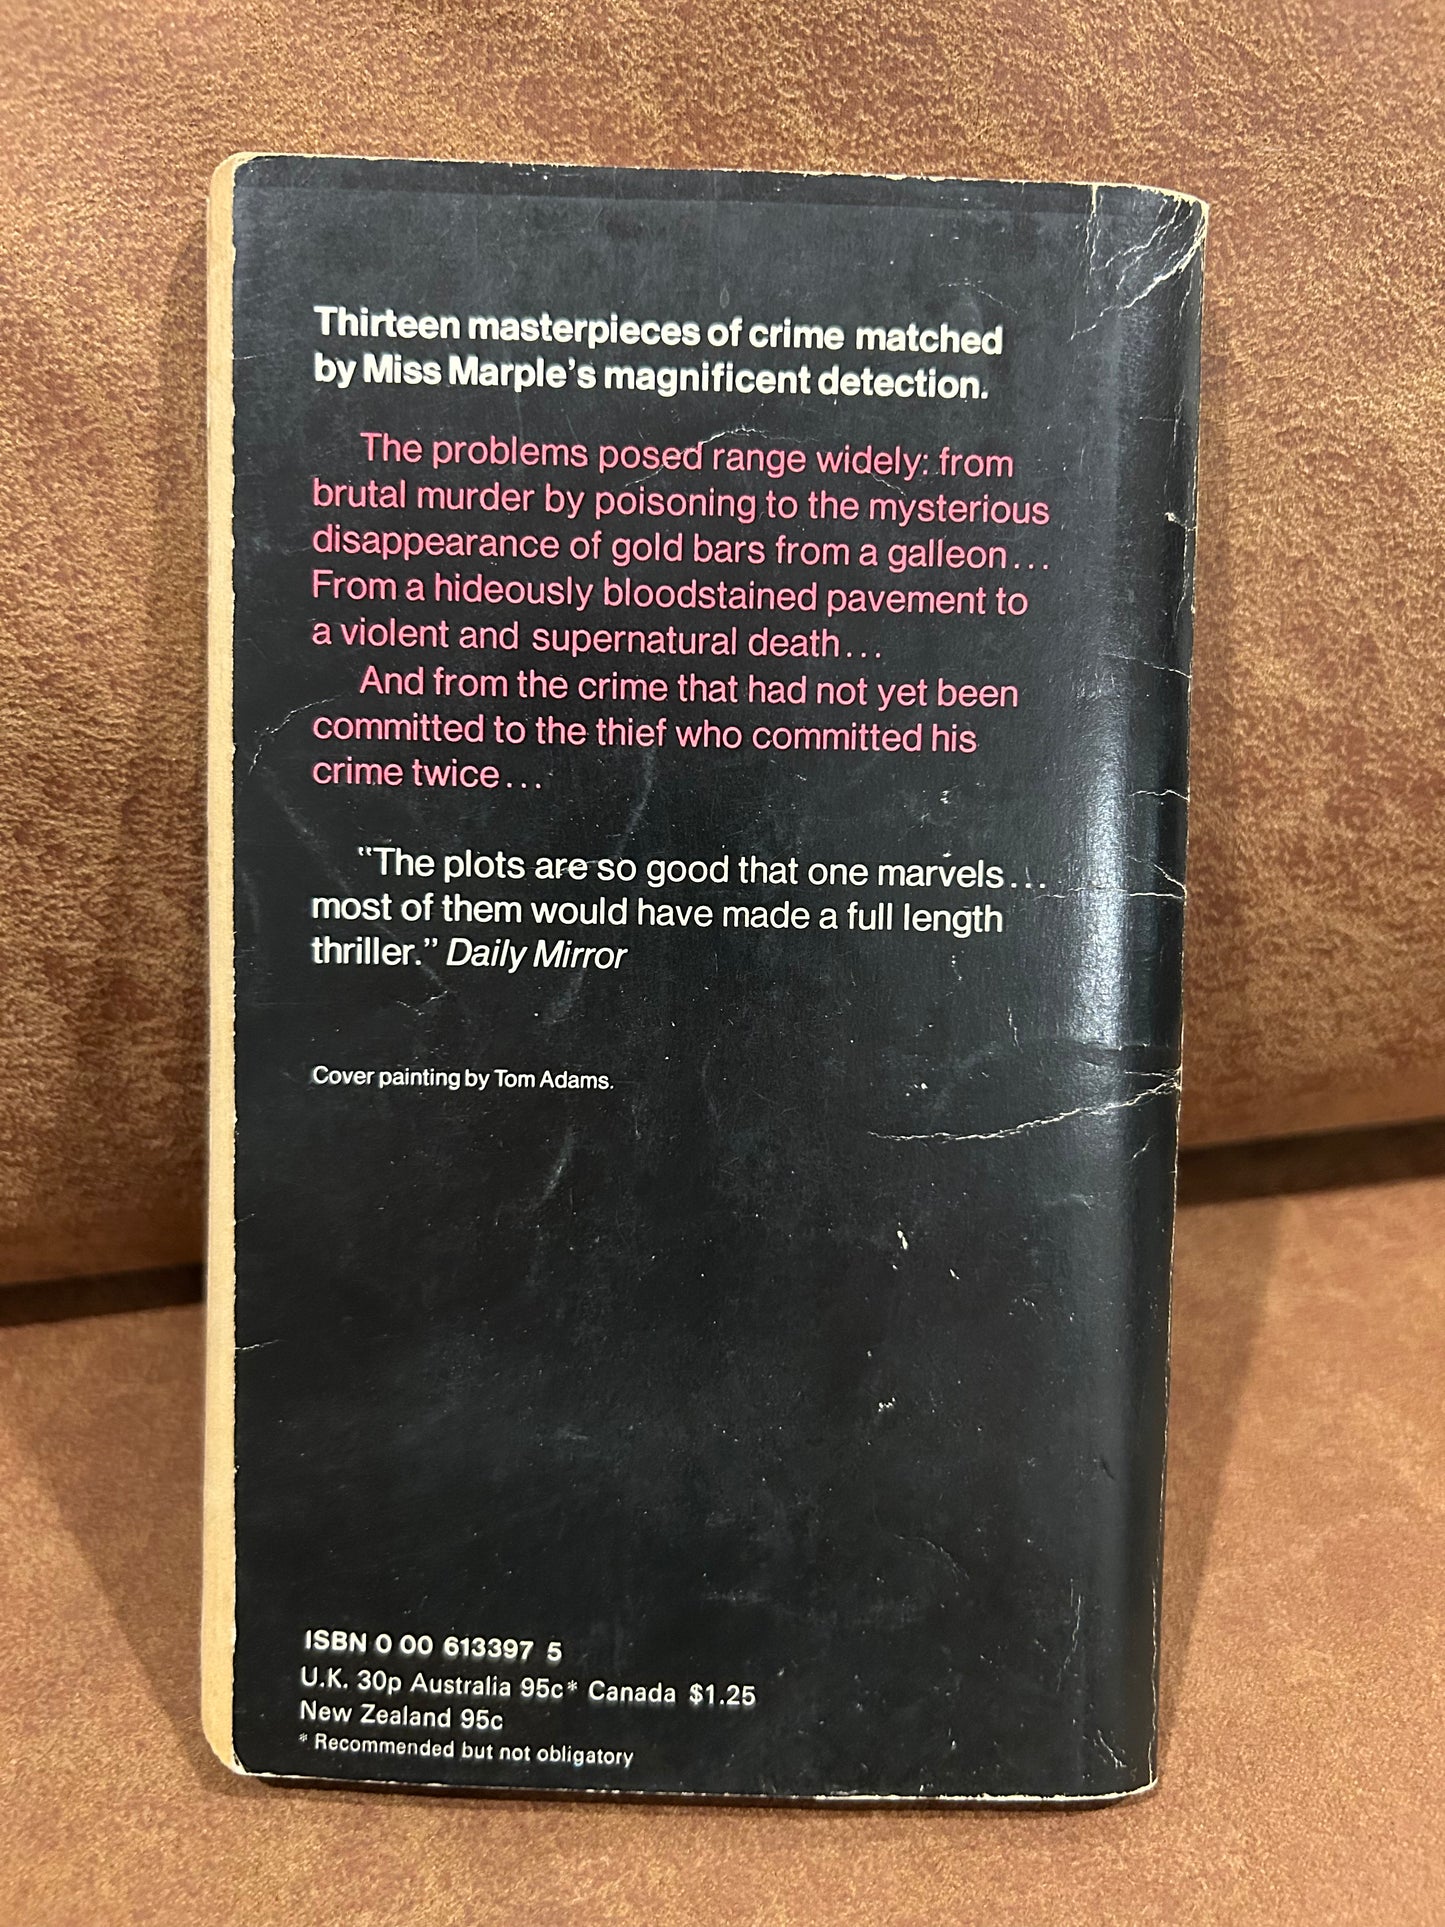 Thirteen masterpieces of crime matched
by Miss Marple's magnificent detection.
The problems posed range widely: from
brutal murder by poisoning to the mysterious
disappearance of gold bars from a galleon...
From a hideously bloodstained pavement to
a violent and supernatural death...
And from the crime that had not yet been
committed to the thief who committed his
crime twice...
"The plots are so good that one marvels...
most of them would have made a full length
thriller." Daily Mirror
Cover painting by Tom Adams.
ISBN 0 00 613397 5
U.K. 30p Australia 95c* Canada $1.25
New Zealand 95c
* Recommended but not obligatory